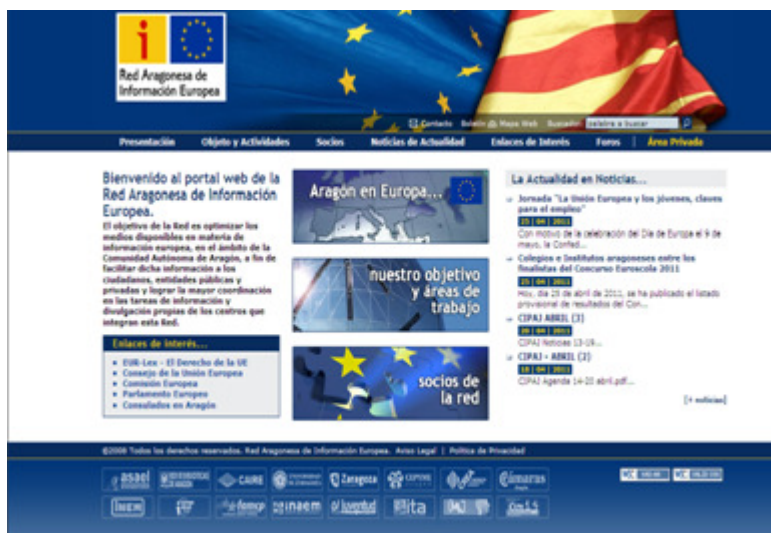 i
Red Aragonesa de
Información Europea
Contacto Boletín Mapa Web Buscador palabra a buscar
Presentación Objeto y Actividades Socios Noticias de Actualidad Enlaces de Interés Foros | Área Privada
Bienvenido al portal web de la
Red Aragonesa de Información
Europea.
El objetivo de la Red es optimizar los
medios disponibles en materia de
información europea, en el ámbito de la
Comunidad Autónoma de Aragón, a fin de
facilitar dicha información a los
ciudadanos, entidades públicas y
privadas y lograr la mayor coordinación
en las tareas de información y
divulgación propias de los centros que
integran esta Red.
Enlaces de interés...
EUR-Lex - El Derecho de la UE
Consejo de la Unión Europea
Comisión Europea
Parlamento Europeo
Consulados en Aragón
Aragón en Europa...
nuestro objetivo
y áreas de
trabajo
socios de
la red
La Actualidad en Noticias...
Jornada "La Unión Europea y los jóvenes, claves
para el empleo"
25 | 04 | 2011
Con motivo de la celebración del Día de Europa el 9 de
mayo, la Confed...
Colegios e Institutos aragoneses entre los
finalistas del Concurso Euroscola 2011
25 | 04 | 2011
Hoy, día 25 de abril de 2011, se ha publicado el listado
provisional de resultados del Con...
CIPAJ ABRIL (3)
20 | 04 | 2011
CIPAJ Noticias 13-19...
CIPAJ - ABRIL (2)
18 | 04 | 2011
CIPAJ Agenda 14-20 abril.pdf...
[+ noticias]
©2008 Todos los derechos reservados. Red Aragonesa de Información Europea. Aviso Legal | Política de Privacidad
asael CAIRE Zaragoza Cámaras
INEM famcp inaem juventud ita